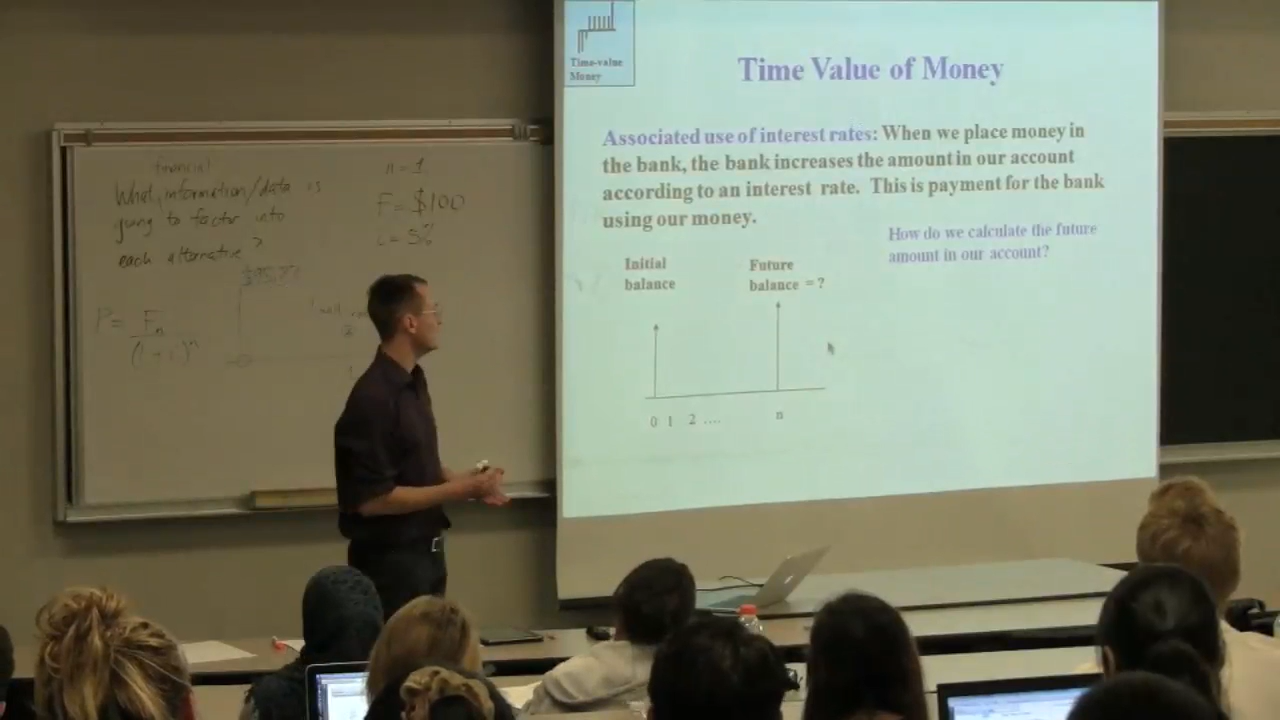 financial
What information/data is
going to factor into
each alternative?
n = 1
F = $100
i = 5%
P = Fn
(1 + i)^n
1
Time-value
Money
Time Value of Money
Associated use of interest rates: When we place money in
the bank, the bank increases the amount in our account
according to an interest rate. This is payment for the bank
using our money.
How do we calculate the future
amount in our account?
Initial
balance
Future
balance = ?
0 1 2 ....
n